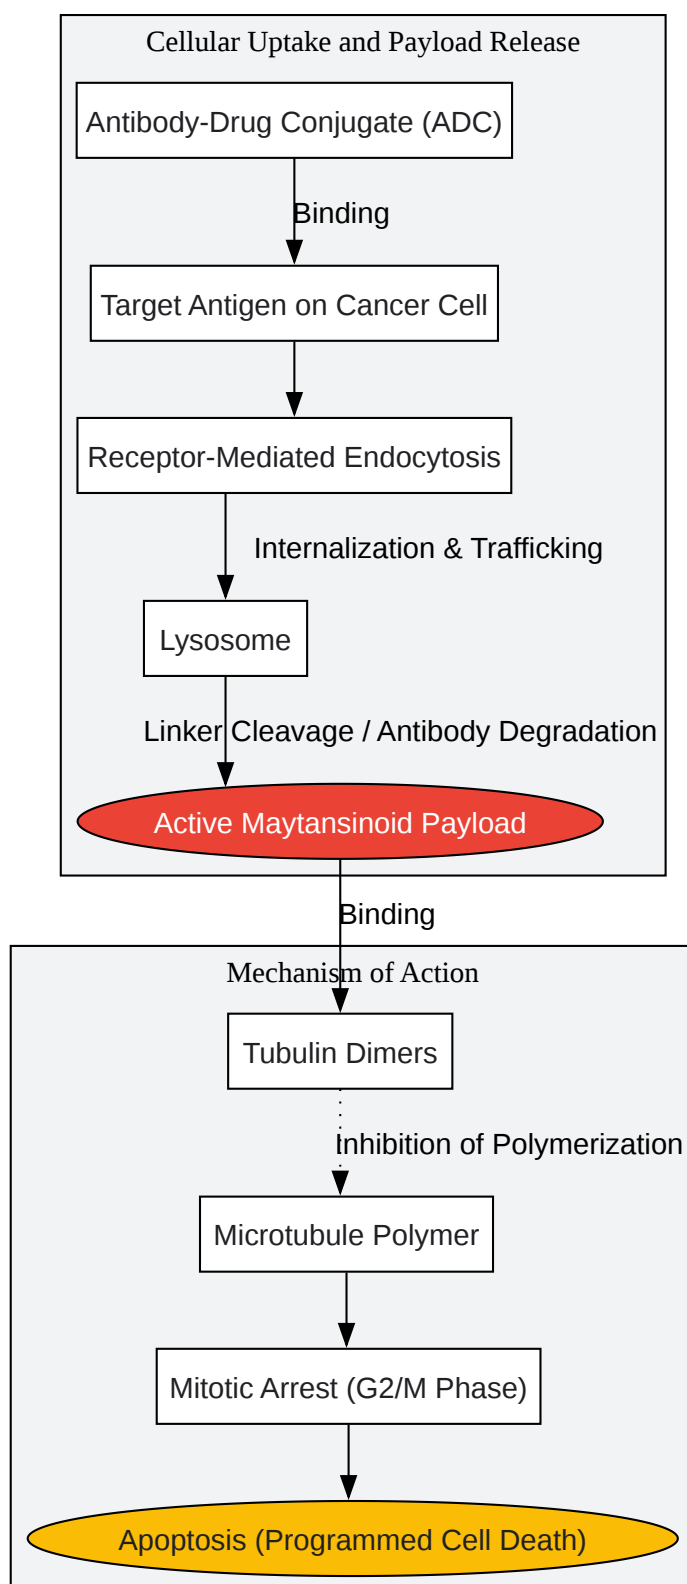 Cellular Uptake and Payload Release
Antibody-Drug Conjugate (ADC)
Binding
Target Antigen on Cancer Cell
Receptor-Mediated Endocytosis
Internalization & Trafficking
Lysosome
Linker Cleavage / Antibody Degradation
Active Maytansinoid Payload
Binding
Mechanism of Action
Tubulin Dimers
Inhibition of Polymerization
Microtubule Polymer
Mitotic Arrest (G2/M Phase)
Apoptosis (Programmed Cell Death)